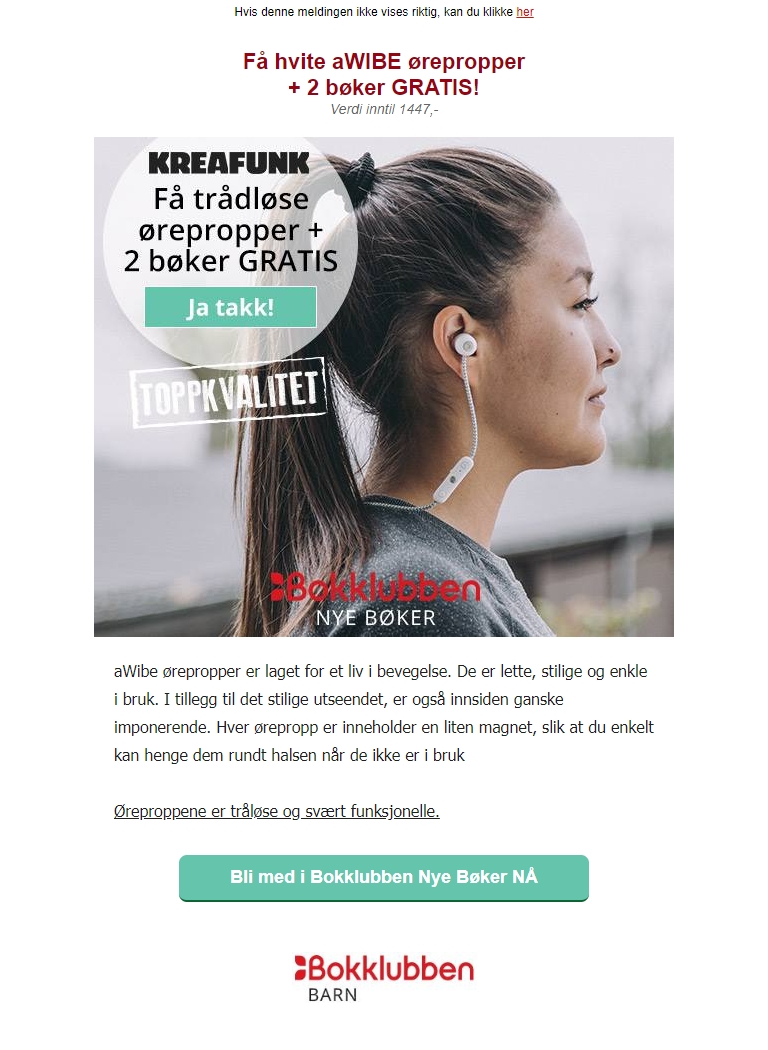 Hvis denne meldingen ikke vises riktig, kan du klikke her
Få hvite aWIBE ørepropper
+ 2 bøker GRATIS!
Verdi inntil 1447,-
KREAFUNK
Få trådløse
ørepropper +
2 bøker GRATIS
Ja takk!
TOPPKVALITET
Bokklubben
NYE BØKER
aWibe ørepropper er laget for et liv i bevegelse. De er lette, stilige og enkle
i bruk. I tillegg til det stilige utseendet, er også innsiden ganske
imponerende. Hver ørepropp er inneholder en liten magnet, slik at du enkelt
kan henge dem rundt halsen når de ikke er i bruk
Øreproppene er tråløse og svært funksjonelle.
Bli med i Bokklubben Nye Bøker NÅ
Bokklubben
BARN